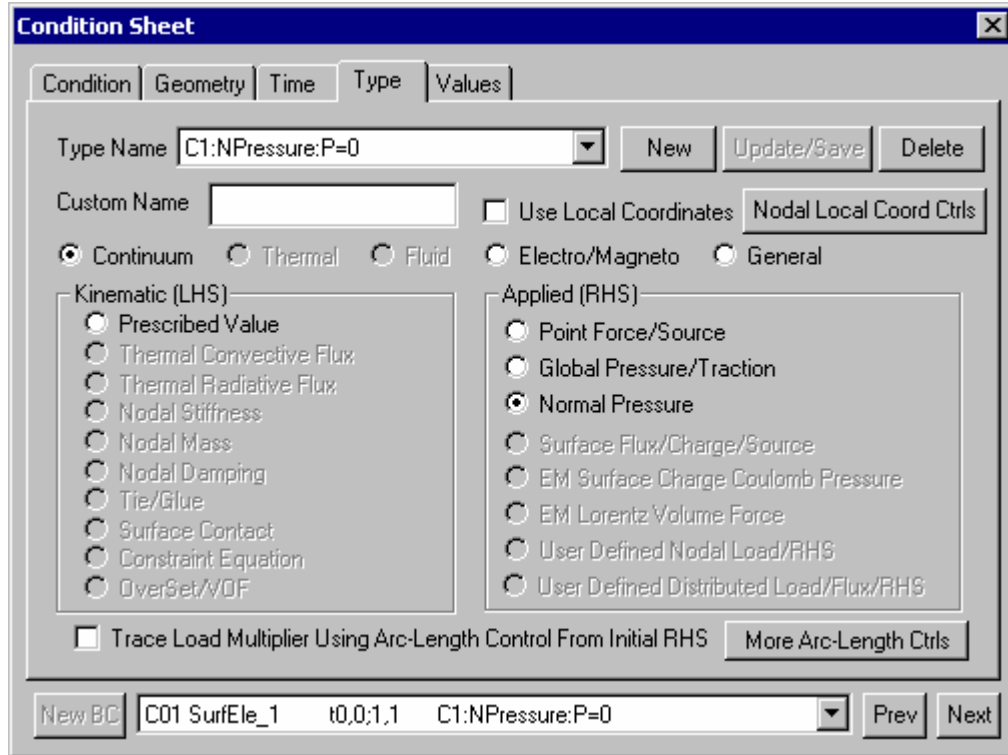 Condition Sheet
Condition Geometry Time Type Values
Type Name C1:NPressure:P=0 New Update/Save Delete
Custom Name Use Local Coordinates Nodal Local Coord Ctrls
Continuum Thermal Fluid Electro/Magneto General
Kinematic (LHS)
Prescribed Value
Thermal Convective Flux
Thermal Radiative Flux
Nodal Stiffness
Nodal Mass
Nodal Damping
Tie/Glue
Surface Contact
Constraint Equation
OverSet/VOF
Applied (RHS)
Point Force/Source
Global Pressure/Traction
Normal Pressure
Surface Flux/Charge/Source
EM Surface Charge Coulomb Pressure
EM Lorentz Volume Force
User Defined Nodal Load/RHS
User Defined Distributed Load/Flux/RHS
Trace Load Multiplier Using Arc-Length Control From Initial RHS More Arc-Length Ctrls
New BC C01 SurfEle_1 t0,0;1,1 C1:NPressure:P=0 Prev Next